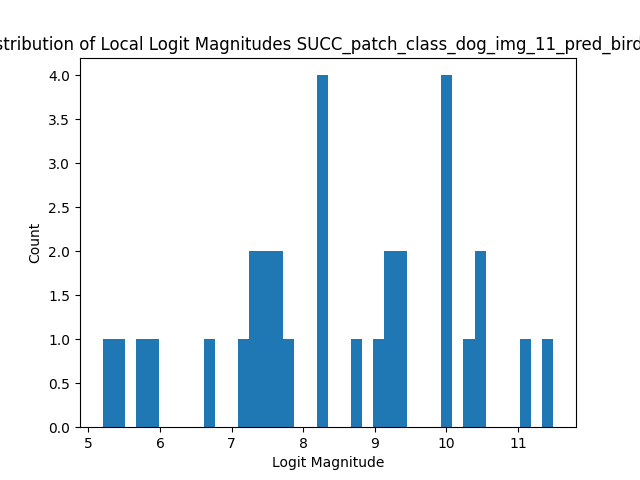 stribution of Local Logit Magnitudes SUCC_patch_class_dog_img_11_pred_bird
4.0
3.5
3.0
2.5
2.0
1.5
1.0
0.5
0.0
Count
5 6 7 8 9 10 11
Logit Magnitude